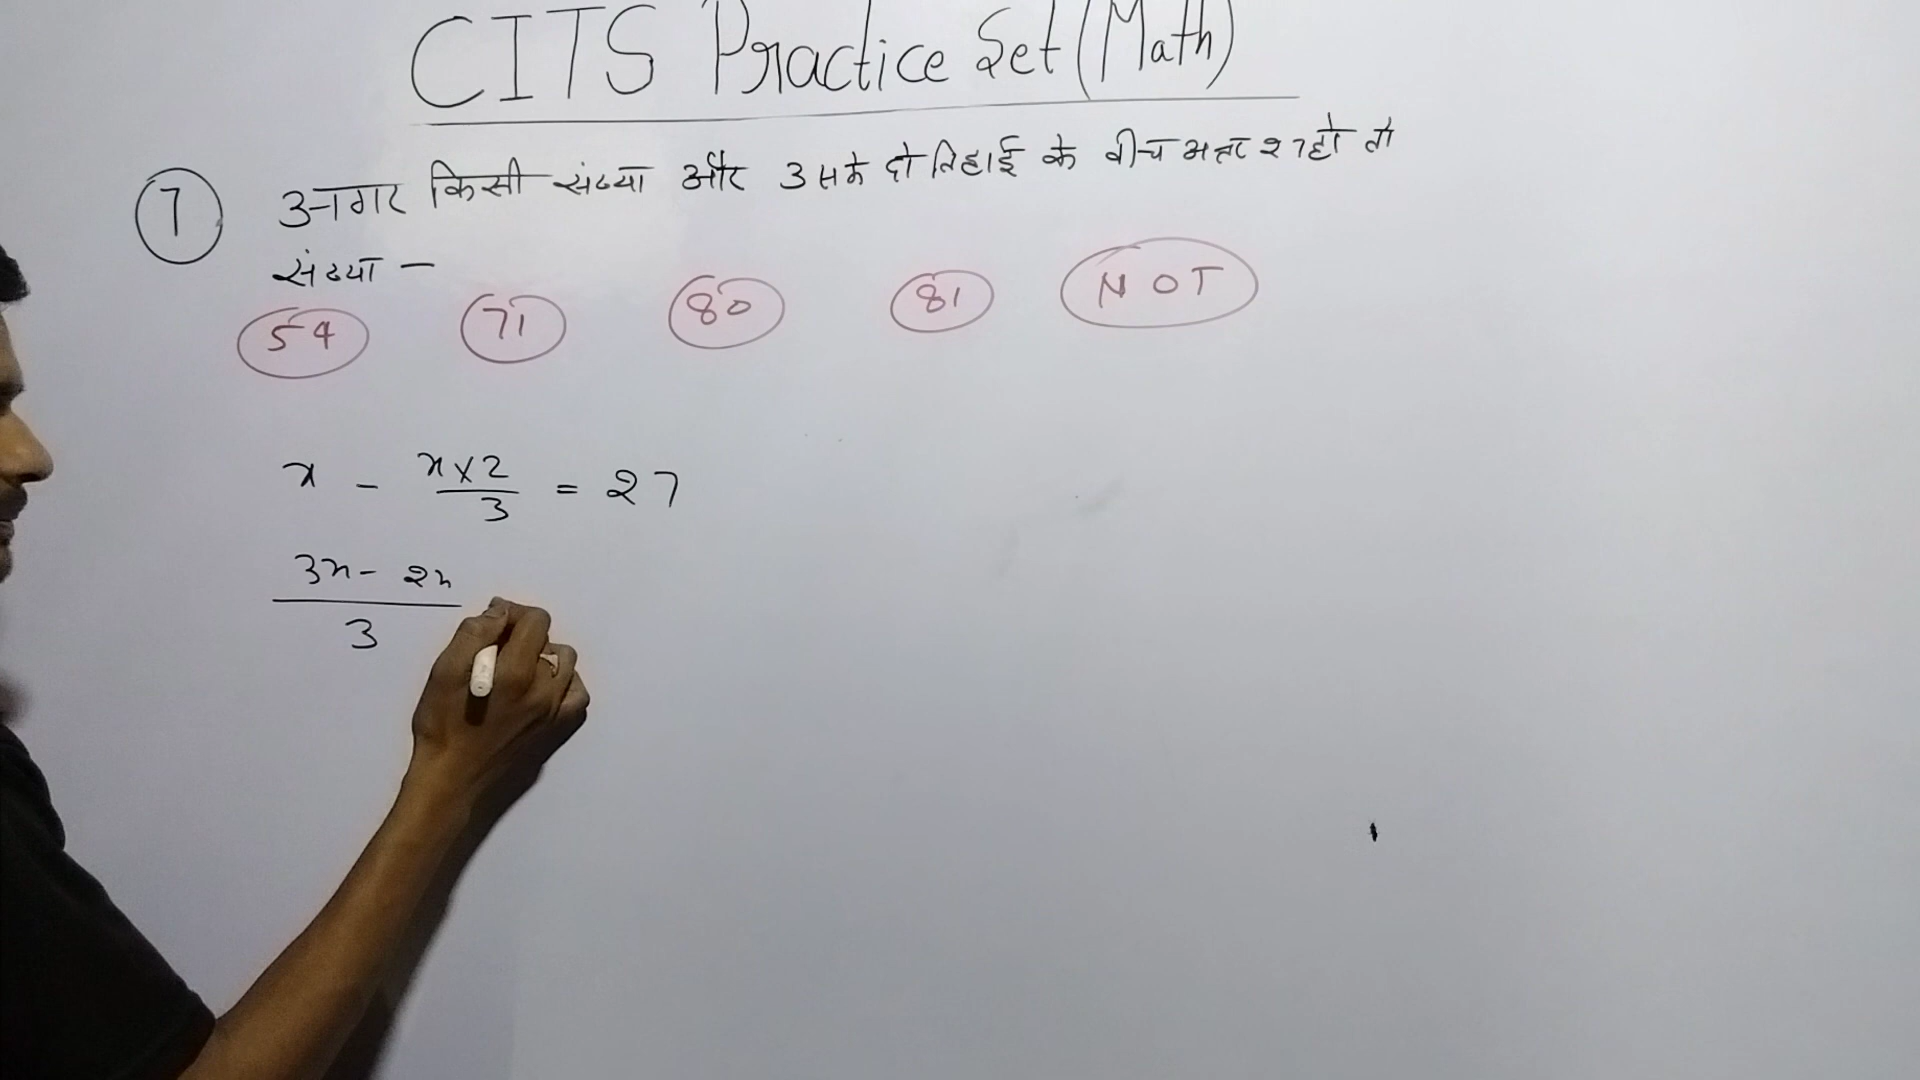 CITS Practice Set (Math)
7 अगर किसी संख्या और उसके दो तिहाई के बीच अन्तर 27 हो तो
संख्या –
54 71 80 81 NOT
x - x×2/3 = 27
3x - 2x
3